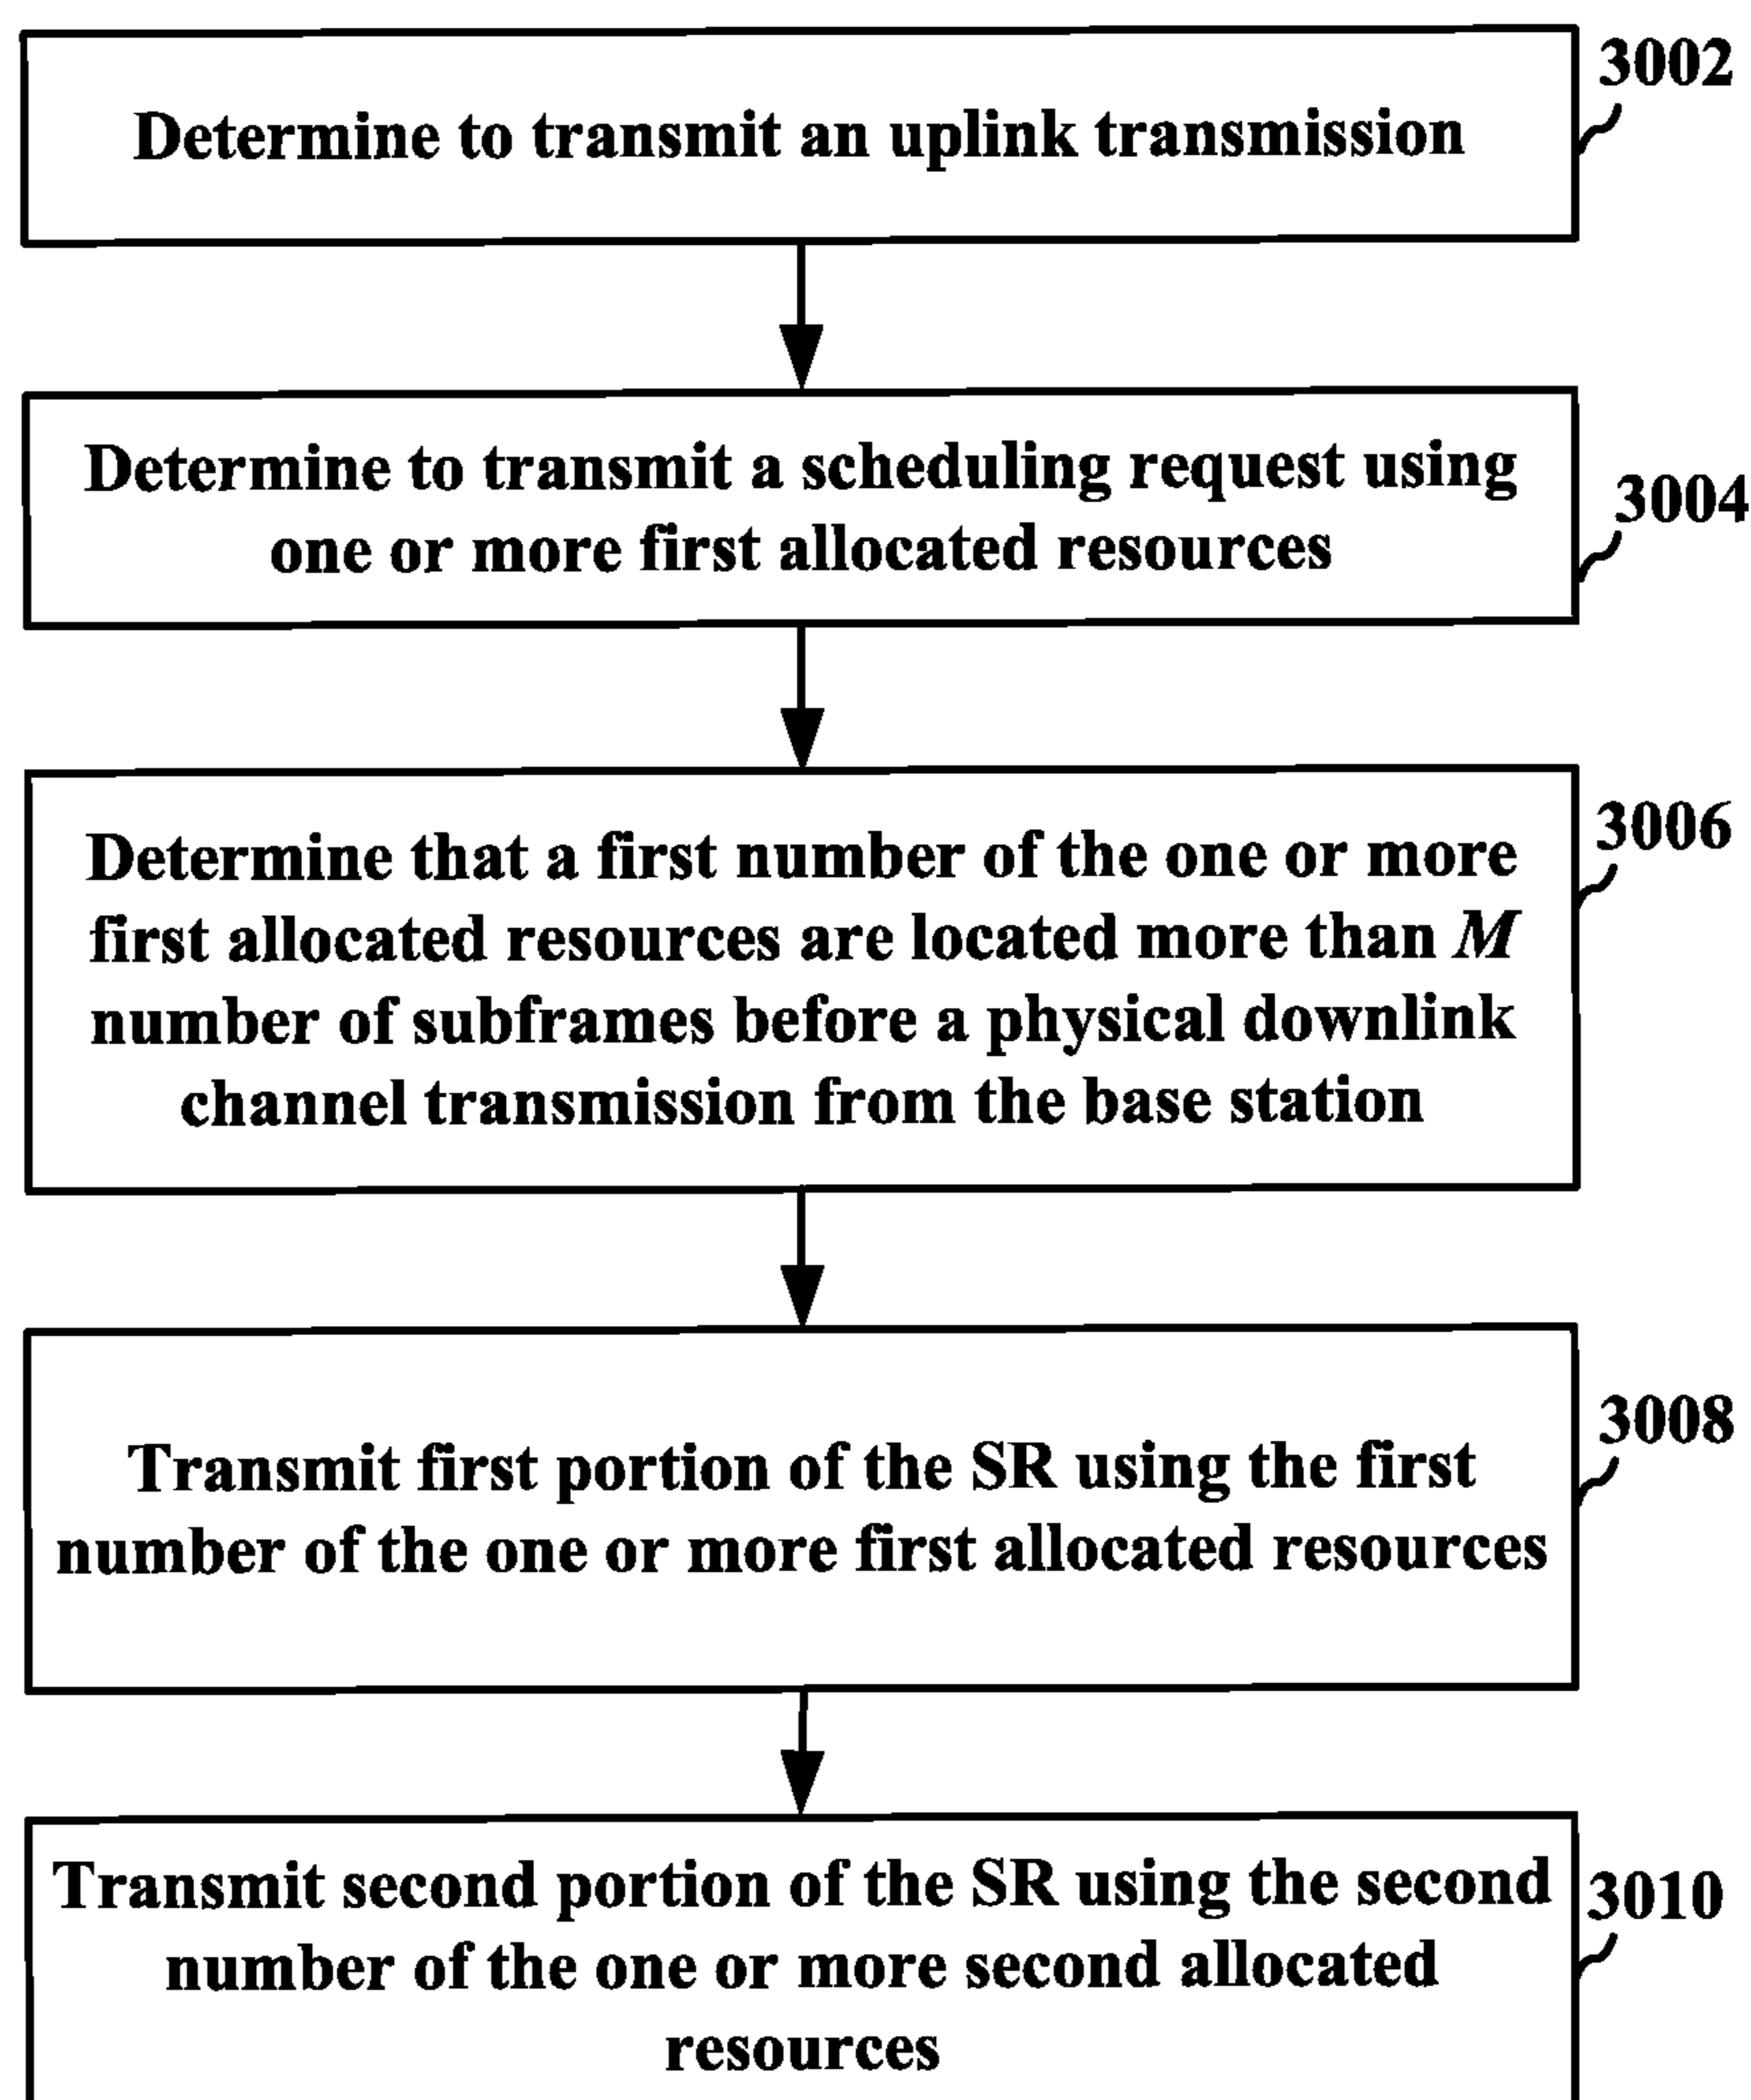 3002
Determine to transmit an uplink transmission
Determine to transmit a scheduling request using
one or more first allocated resources
3004
3006
Determine that a first number of the one or more
first allocated resources are located more than M
number of subframes before a physical downlink
channel transmission from the base station
3008
Transmit first portion of the SR using the first
number of the one or more first allocated resources
Transmit second portion of the SR using the second
3010
number of the one or more second allocated
resources